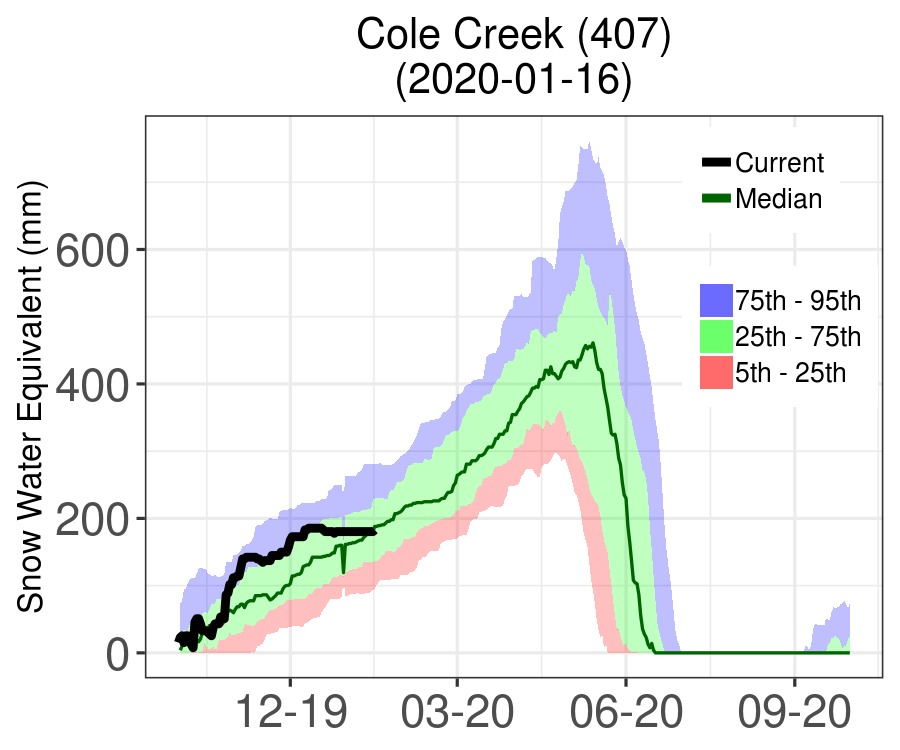 Cole Creek (407)
(2020-01-16)
Snow Water Equivalent (mm)
600
400
200
0
Current
Median
75th - 95th
25th - 75th
5th - 25th
12-19 03-20 06-20 09-20